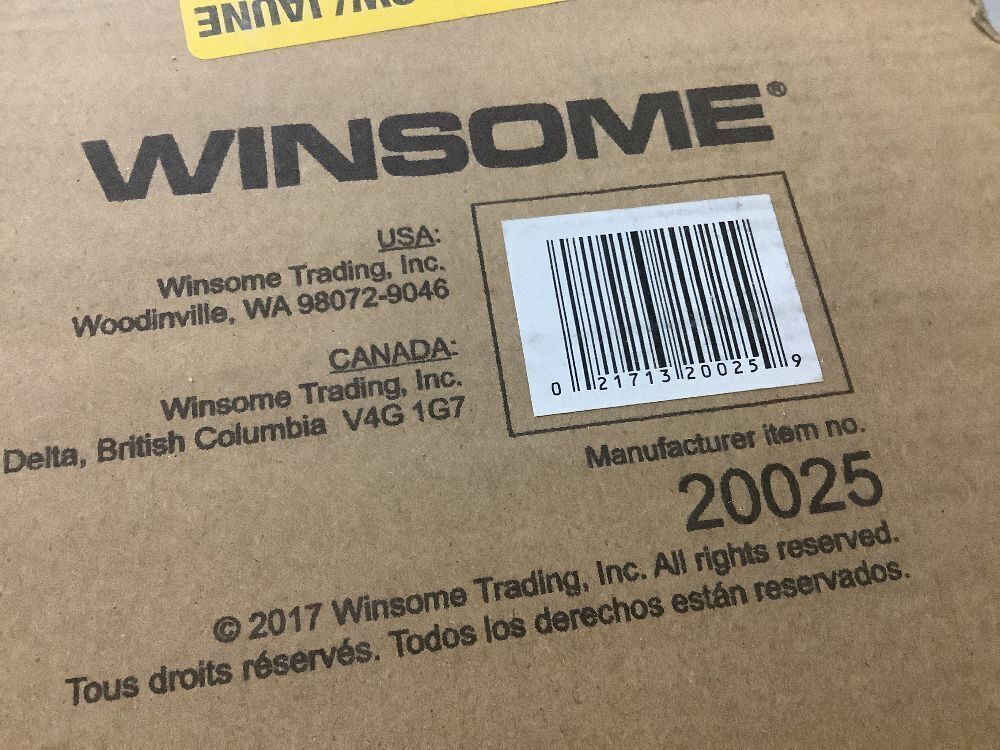 OW/ JAUNE
WINSOME®
USA:
Winsome Trading, Inc.
Woodinville, WA 98072-9046
CANADA:
Winsome Trading, Inc.
Delta, British Columbia V4G 1G7
0 21713 20025 9
Manufacturer item no.
20025
© 2017 Winsome Trading, Inc. All rights reserved.
Tous droits réservés. Todos los derechos están reservados.